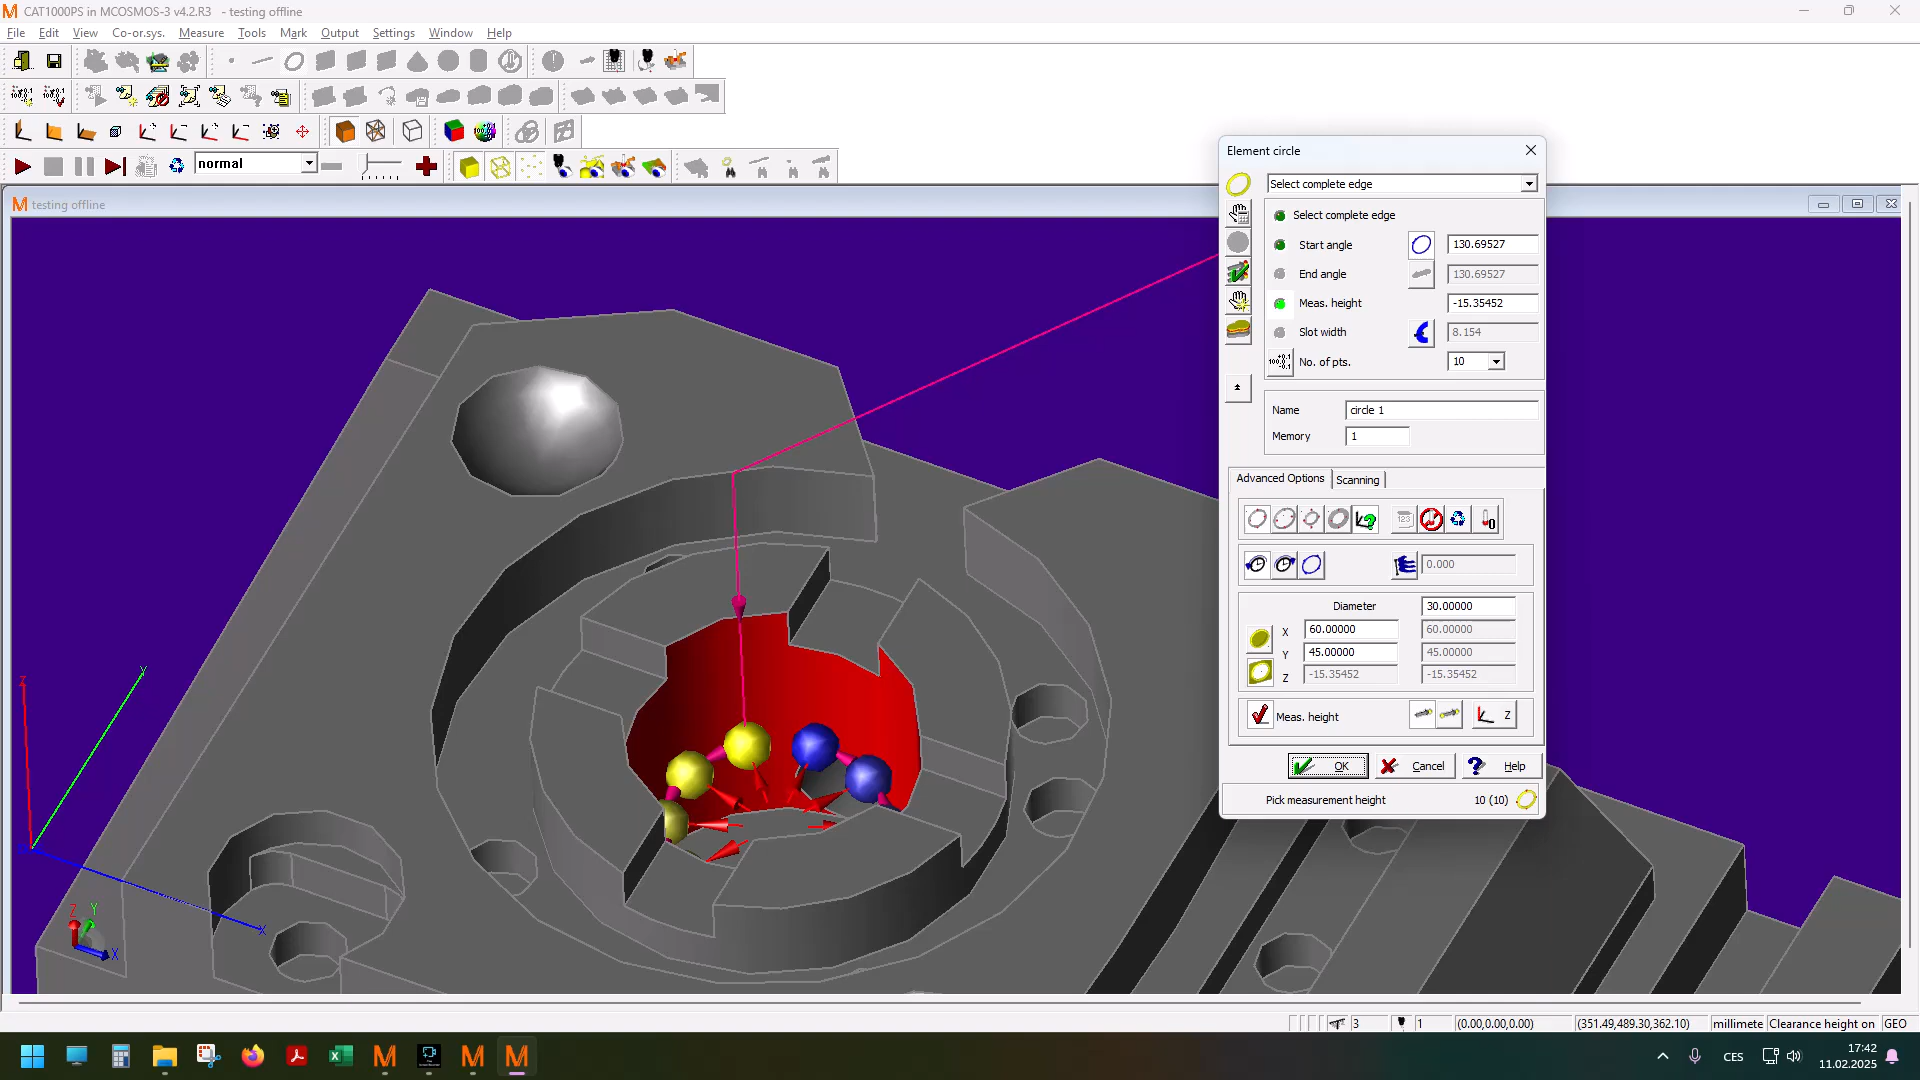 CAT1000PS in MCOSMOS-3 v4.2.R3 - testing offline
File Edit View Co-or.sys. Measure Tools Mark Output Settings Window Help
normal
testing offline
Element circle
Select complete edge
Select complete edge
Start angle 130.69527
End angle 130.69527
Meas. height -15.35452
Slot width 8.154
No. of pts. 10
Name circle 1
Memory 1
Advanced Options Scanning
123 0
0.000
Diameter 30.00000
X 60.00000 60.00000
Y 45.00000 45.00000
Z -15.35452 -15.35452
Meas. height Z
OK Cancel Help
Pick measurement height 10 (10)
Z
Y
X
Z
Y
X
3 1 (0.00,0.00,0.00) (351.49,489.30,362.10) millimete Clearance height on GEO
CES
17:42
11.02.2025